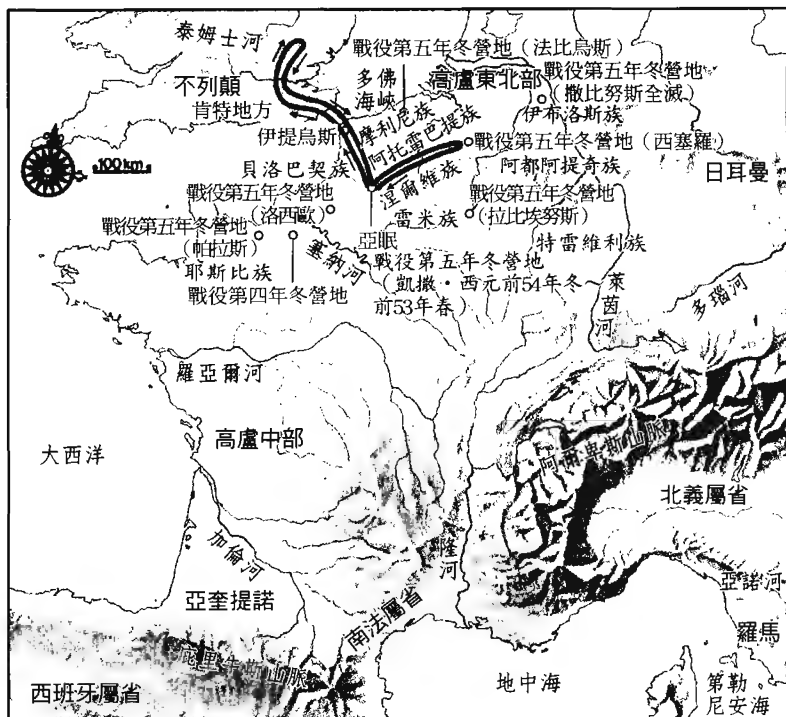 泰姆士河
戰役第五年冬營地（法比烏斯）
不列顛
多佛
海峽
高盧東北部
戰役第五年冬營地
（撒比努斯全滅）
肯特地方
伊布洛斯族
摩利尼族
伊提烏斯
阿托雷巴提族
戰役第五年冬營地（西塞羅）
100km
貝洛巴契族
阿都阿提奇族
日耳曼
涅爾維族
戰役第五年冬營地
（洛西歐）
戰役第五年冬營地
（拉比埃努斯）
雷米族
戰役第五年冬營地
（帕拉斯）
亞眠
特雷維利族
塞納河
戰役第五年冬營地
（凱撒・西元前54年冬～
前53年春）
耶斯比族
戰役第四年冬營地
萊茵河
多瑙河
羅亞爾河
高盧中部
大西洋
阿爾卑斯山脈
北義屬省
加倫河
隆河
亞諾河
亞奎提諾
南法屬省
羅馬
庇里牛斯山脈
西班牙屬省
地中海
第勒
尼安海